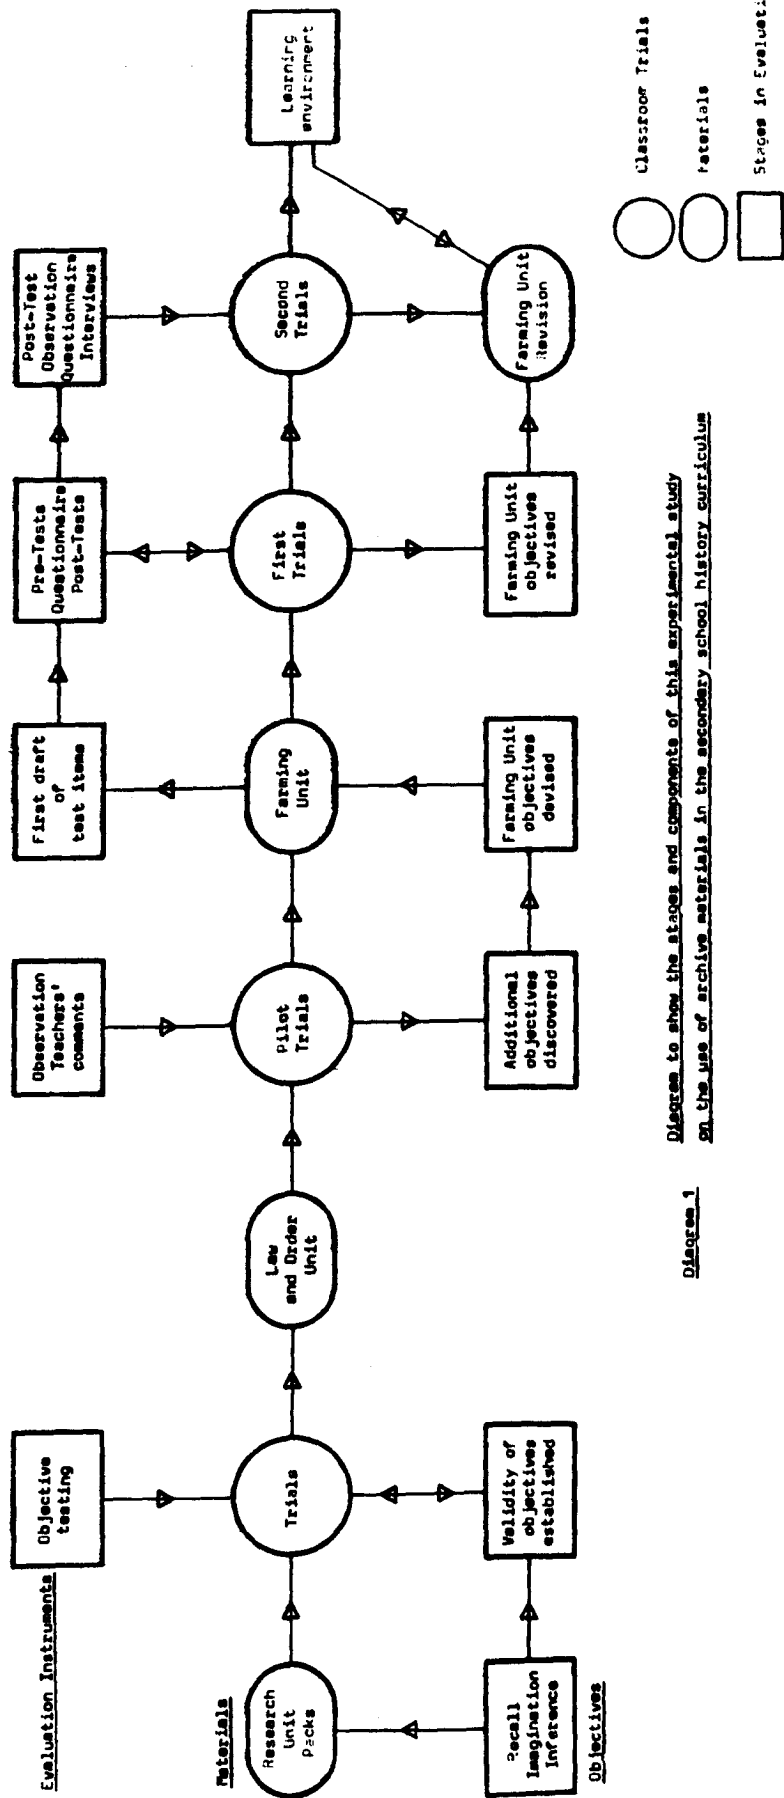 Evaluation Instruments
Objective
testing
Observation
Teachers'
comments
First draft
of
test items
Pre-Tests
Questionnaire
Post-Tests
Post-Test
Observation
Questionnaire
Interviews
Materials
Research
Unit
Packs
Trials
Law
and Order
Unit
Pilot
Trials
Farming
Unit
First
Trials
Second
Trials
Learning
environment
Recall
Imagination
Inference
Validity of
objectives
established
Additional
objectives
discovered
Farming Unit
objectives
devised
Farming Unit
objectives
revised
Farming Unit
Revision
Objectives
Classroom Trials
Materials
Stages in
Diagram 1
Diagram to show the stages and components of this experimental study
on the use of archive materials in the secondary school history curriculum